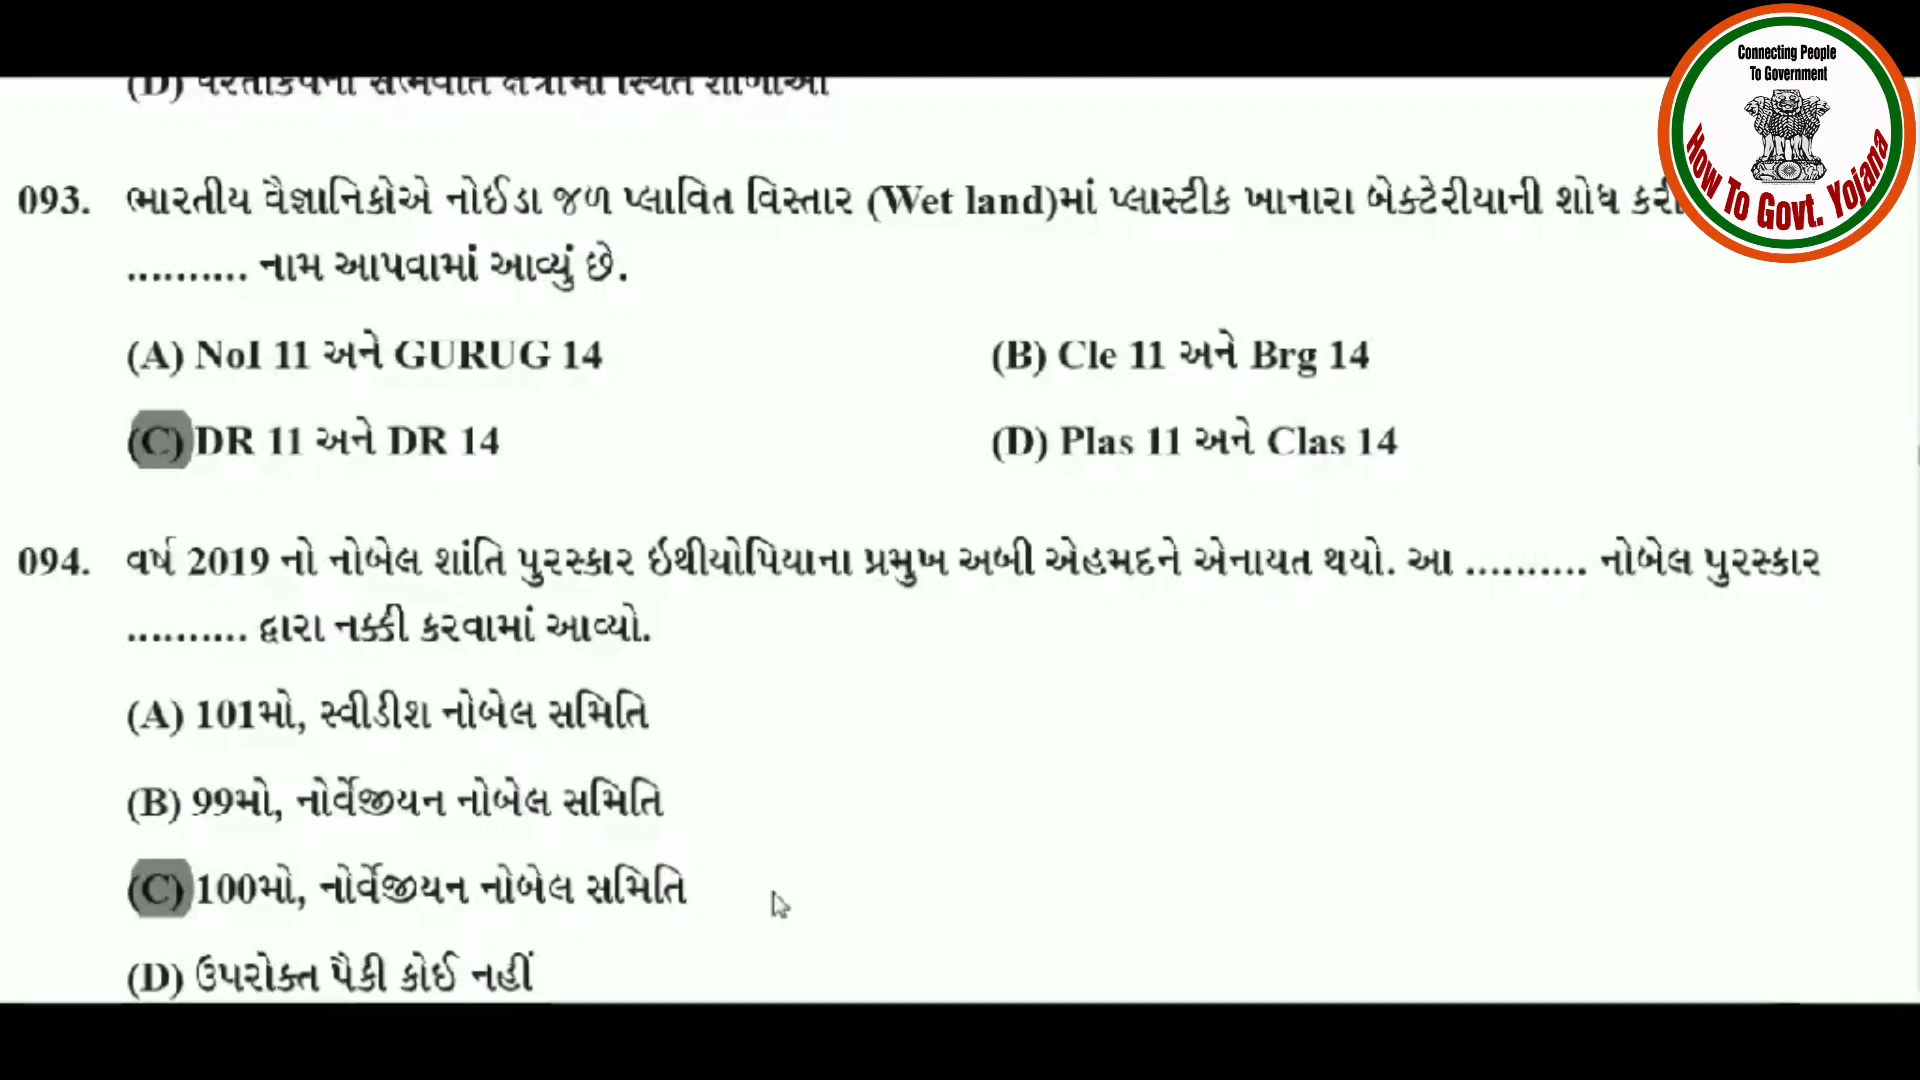 Connecting People
To Government
How To Govt. Yojana
(D)
093. ભારતીય વૈજ્ઞાનિકોએ નોઈડા જળ પ્લાવિત વિસ્તાર (Wet land)માં પ્લાસ્ટીક ખાનારા બેક્ટેરીયાની શોધ કરી
.......... નામ આપવામાં આવ્યું છે.
(A) NoI 11 અને GURUG 14
(B) Cle 11 અને Brg 14
(C) DR 11 અને DR 14
(D) Plas 11 અને Clas 14
094. વર્ષ 2019 નો નોબેલ શાંતિ પુરસ્કાર ઇથીયોપિયાના પ્રમુખ અબી એહમદને એનાયત થયો. આ .......... નોબેલ પુરસ્કાર
.......... દ્વારા નક્કી કરવામાં આવ્યો.
(A) 101મો, સ્વીડીશ નોબેલ સમિતિ
(B) 99મો, નોર્વેજીયન નોબેલ સમિતિ
(C) 100મો, નોર્વેજીયન નોબેલ સમિતિ
(D) ઉપરોક્ત પૈકી કોઈ નહીં